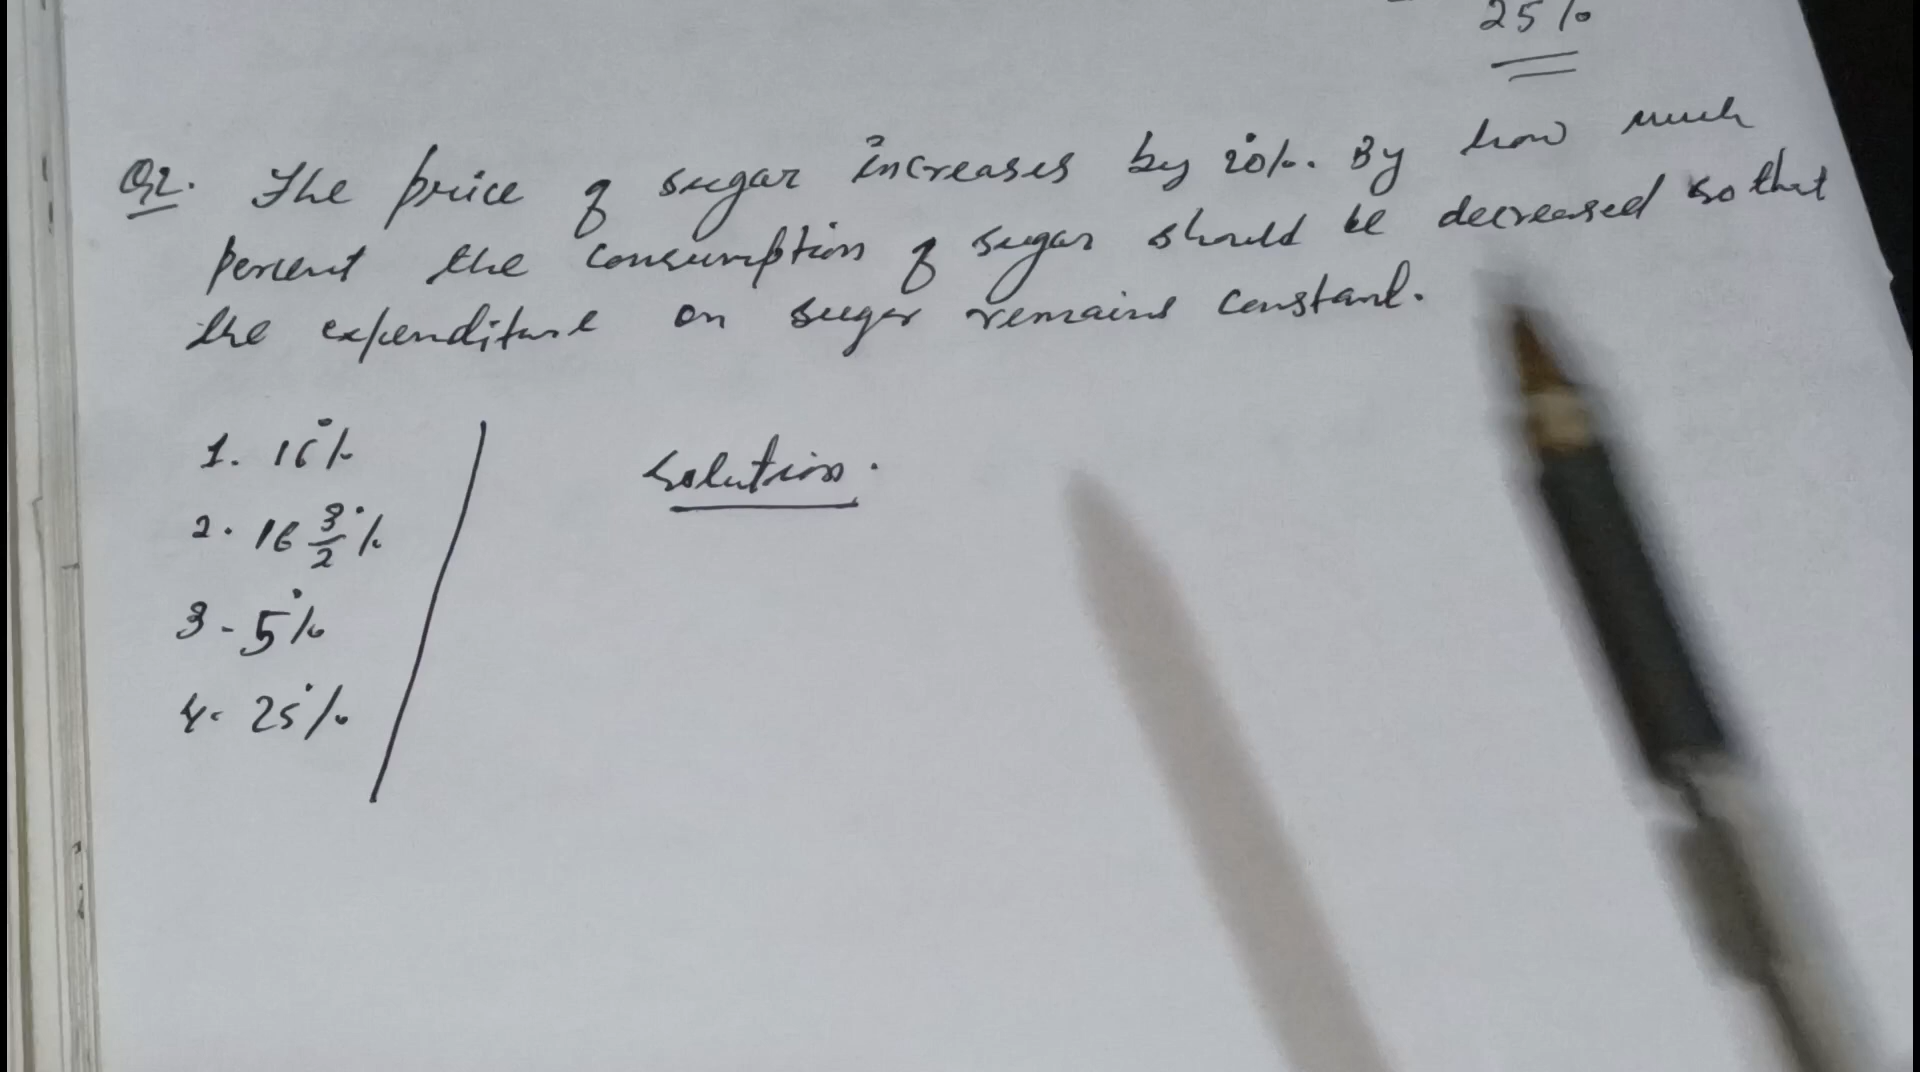 25%
Q2. The price of sugar increases by 20%. By how much
percent the consumption of sugar should be decreased so that
the expenditure on sugar remains constant.
1. 16%
2. 16 3/2 %
3 - 5%
4. 25%
Solution.